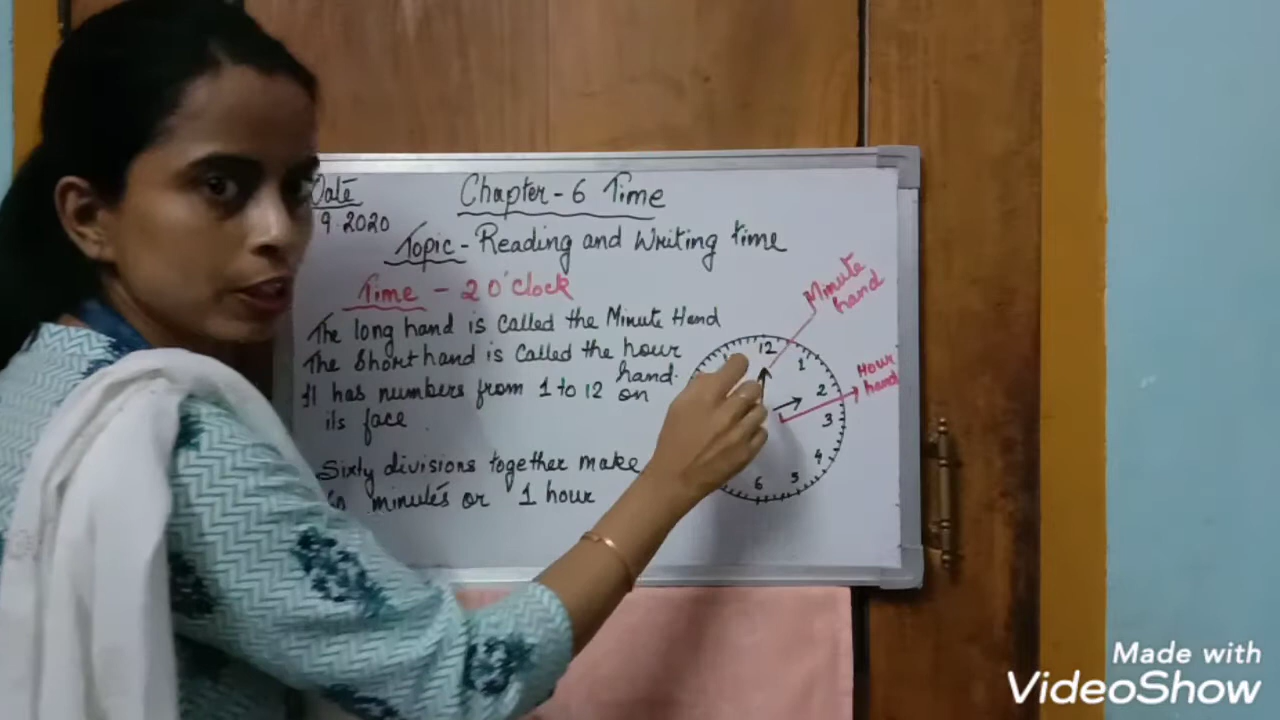 Date
9.2020
Chapter-6 Time
Topic-Reading and Writing time
Time - 2 O'Clock
The long hand is called the Minute Hand
The Short hand is called the hour
hand.
It has numbers from 1 to 12 on
its face
Sixty divisions together make
minutes or 1 hour
Minute
hand
Hour
hand
12
1
2
3
4
5
6
Made with
VideoShow